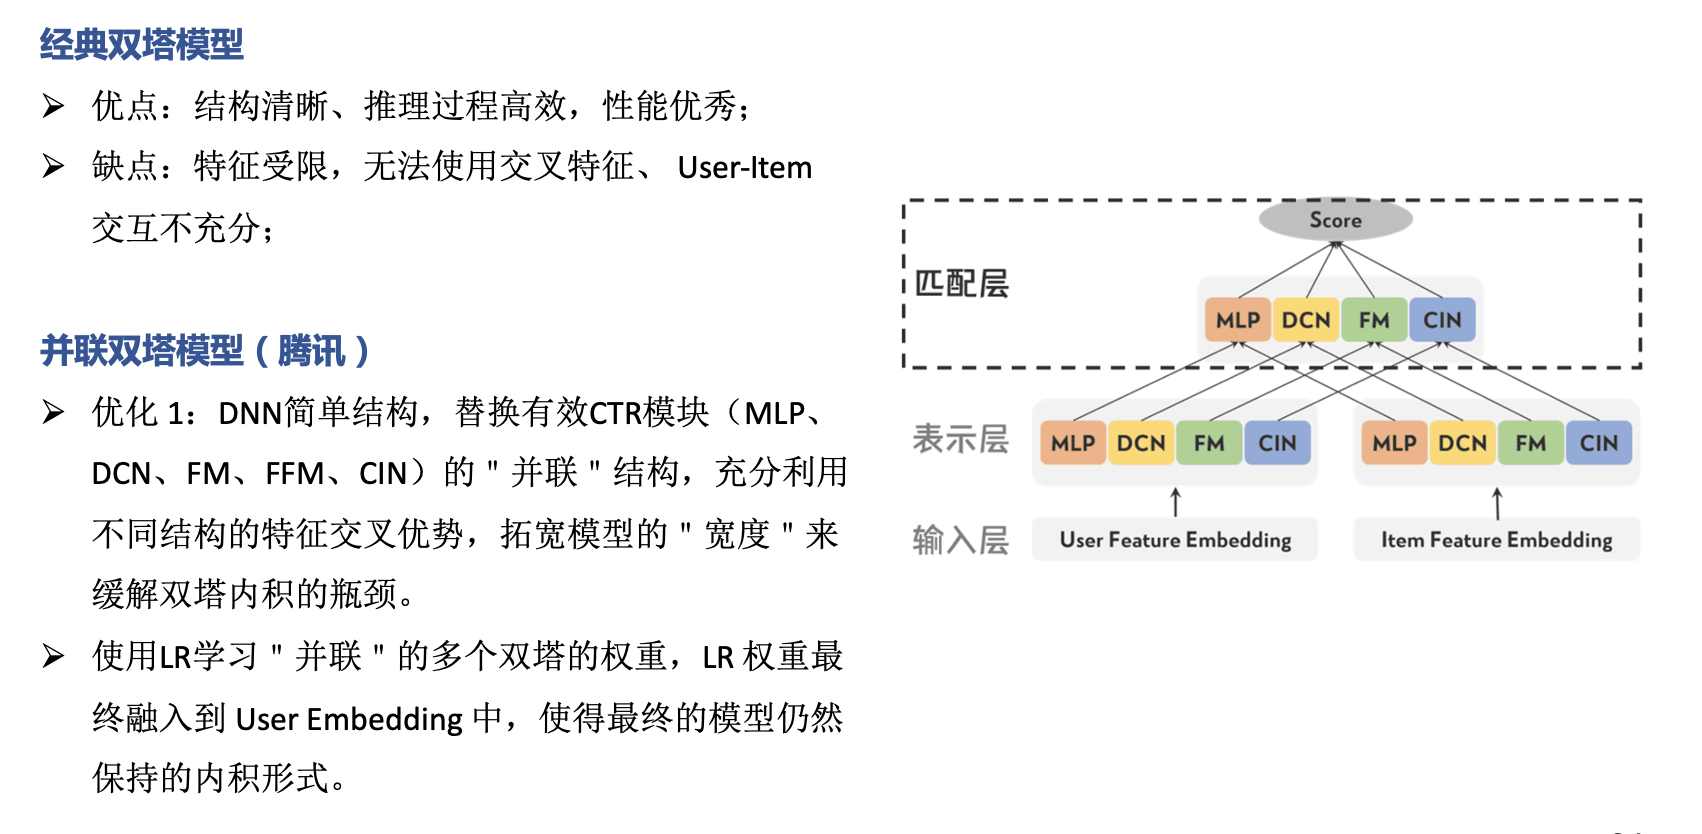 经典双塔模型
➢ 优点：结构清晰、推理过程高效，性能优秀；
➢ 缺点：特征受限，无法使用交叉特征、 User-Item
交互不充分；
并联双塔模型（腾讯）
➢ 优化 1：DNN简单结构，替换有效CTR模块（MLP、
DCN、FM、FFM、CIN）的＂并联＂结构，充分利用
不同结构的特征交叉优势，拓宽模型的＂宽度＂来
缓解双塔内积的瓶颈。
➢ 使用LR学习＂并联＂的多个双塔的权重，LR 权重最
终融入到 User Embedding 中，使得最终的模型仍然
保持的内积形式。
Score
匹配层
MLP DCN FM CIN
表示层
MLP DCN FM CIN
MLP DCN FM CIN
输入层
User Feature Embedding
Item Feature Embedding